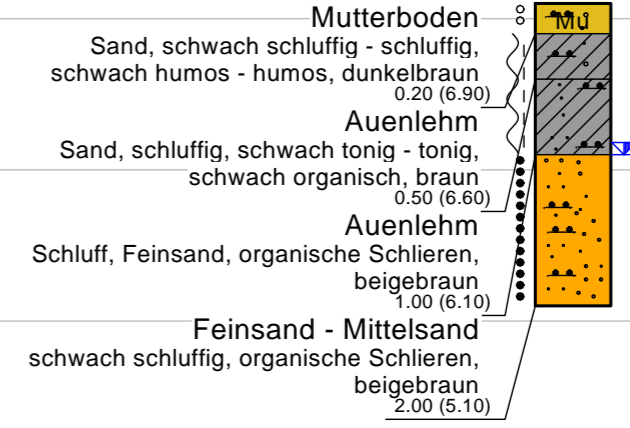 Mutterboden
Mu
Sand, schwach schluffig - schluffig,
schwach humos - humos, dunkelbraun
0.20 (6.90)
Auenlehm
Sand, schluffig, schwach tonig - tonig,
schwach organisch, braun
0.50 (6.60)
Auenlehm
Schluff, Feinsand, organische Schlieren,
beigebraun
1.00 (6.10)
Feinsand - Mittelsand
schwach schluffig, organische Schlieren,
beigebraun
2.00 (5.10)